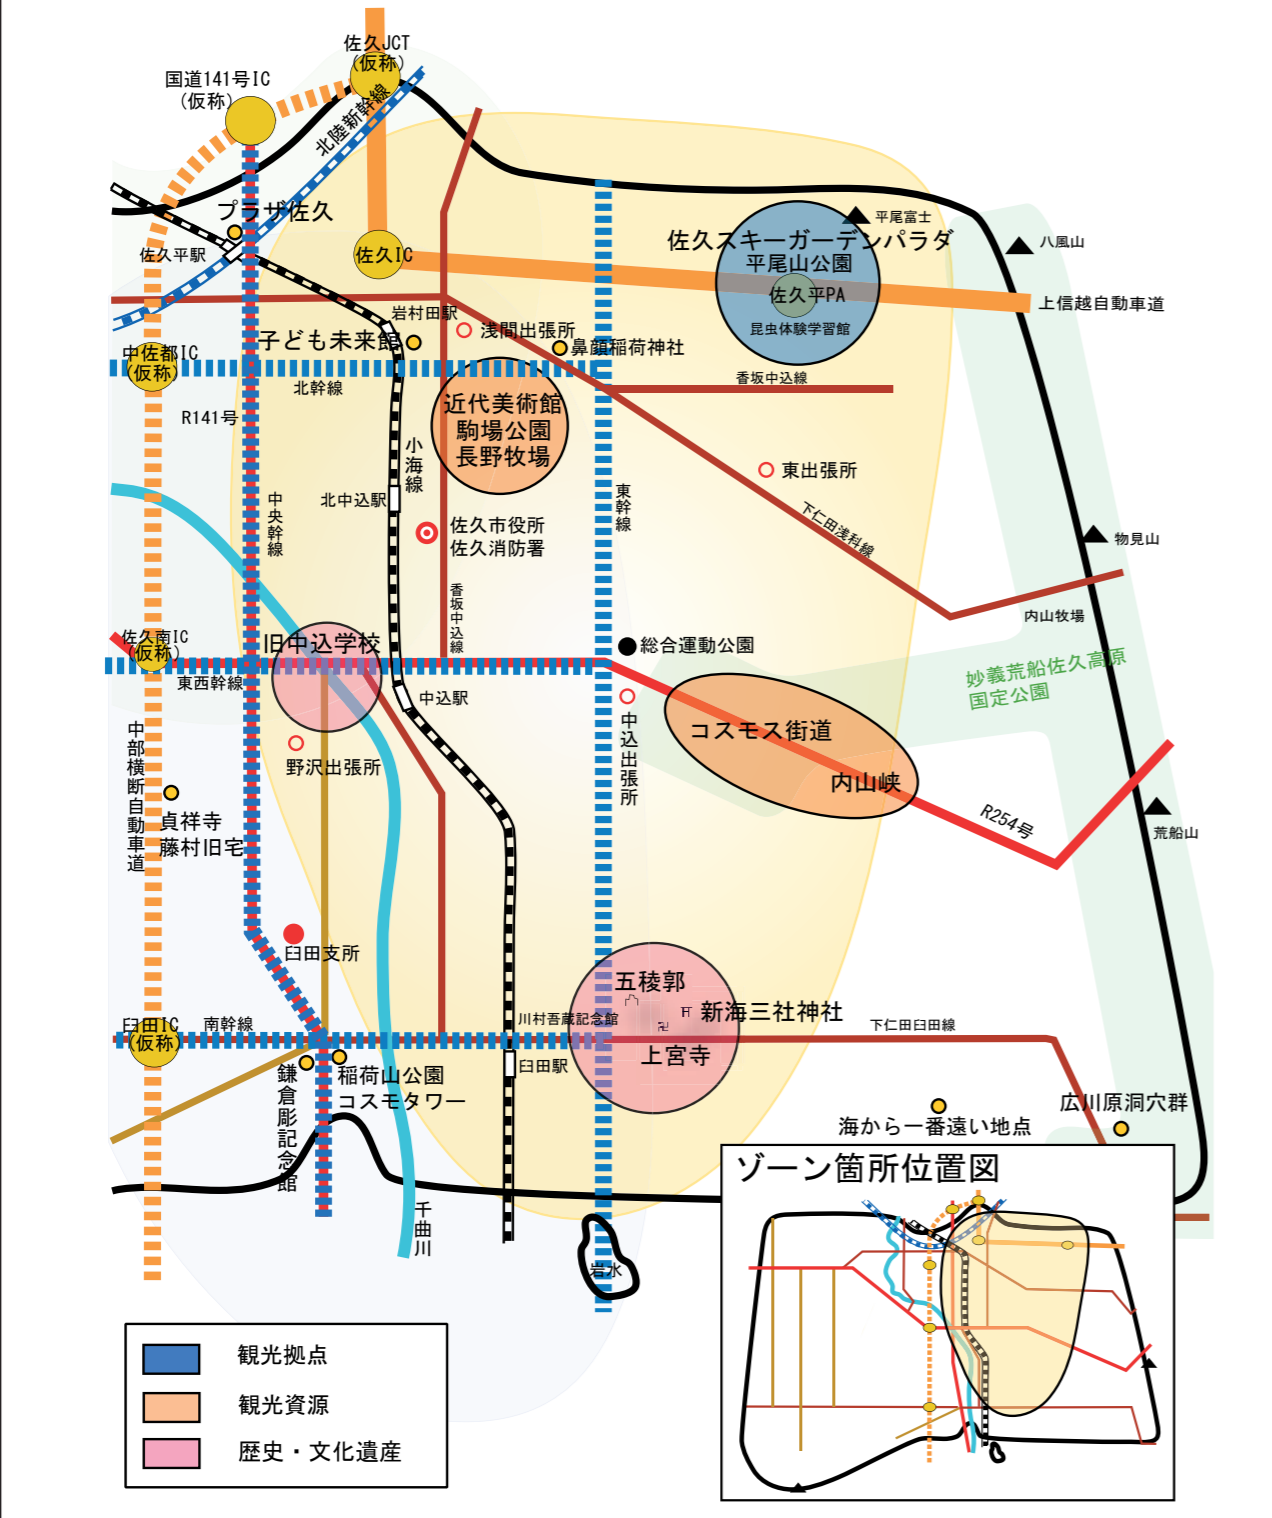 佐久JCT
(仮称)
国道141号IC
(仮称)
北陸新幹線
プラザ佐久
佐久平駅
佐久IC
平尾富士
佐久スキーガーデンパラダ
平尾山公園
佐久平PA
昆虫体験学習館
八風山
上信越自動車道
岩村田駅
浅間出張所
子ども未来館
鼻顔稲荷神社
中佐都IC
(仮称)
北幹線
香坂中込線
R141号
近代美術館
駒場公園
長野牧場
小海線
東出張所
中央幹線
北中込駅
東幹線
佐久市役所
佐久消防署
下仁田浅科線
物見山
香坂中込線
内山牧場
佐久南IC
(仮称)
旧中込学校
総合運動公園
妙義荒船佐久高原
国定公園
東西幹線
中込駅
中込出張所
コスモス街道
内山峡
中部横断自動車道
野沢出張所
貞祥寺
藤村旧宅
R254号
荒船山
臼田支所
五稜郭
新海三社神社
上宮寺
臼田IC
(仮称)
南幹線
川村吾蔵記念館
下仁田臼田線
臼田駅
鎌倉彫記念館
稲荷山公園
コスモタワー
海から一番遠い地点
広川原洞穴群
千曲川
岩水
ゾーン箇所位置図
観光拠点
観光資源
歴史・文化遺産